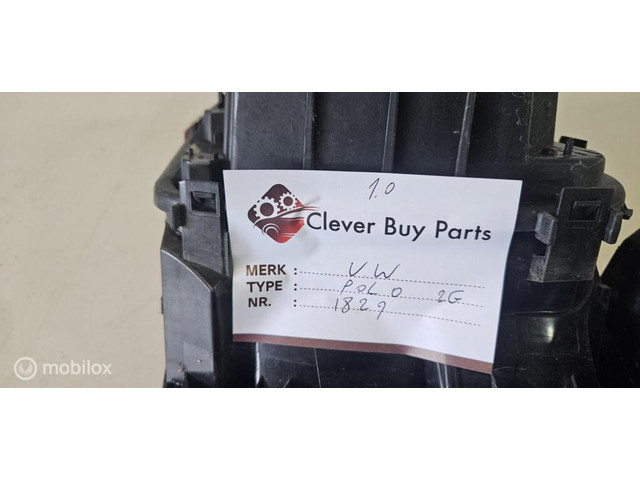 1.0
Clever Buy Parts
MERK : V.W
TYPE : POLO 2G
NR. : 1829
mobilox